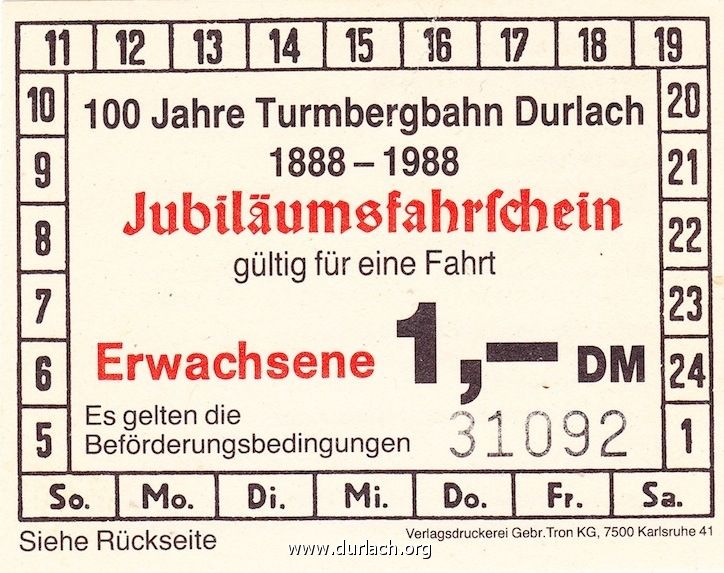 11 12 13 14 15 16 17 18 19
10 20
100 Jahre Turmbergbahn Durlach
1888 – 1988
9 21
Jubiläumsfahrſchein
8 22
gültig für eine Fahrt
7 23
Erwachsene 1,— DM
6 24
Es gelten die
Beförderungsbedingungen 31092
5 1
So. Mo. Di. Mi. Do. Fr. Sa.
Siehe Rückseite
Verlagsdruckerei Gebr. Tron KG, 7500 Karlsruhe 41
www.durlach.org